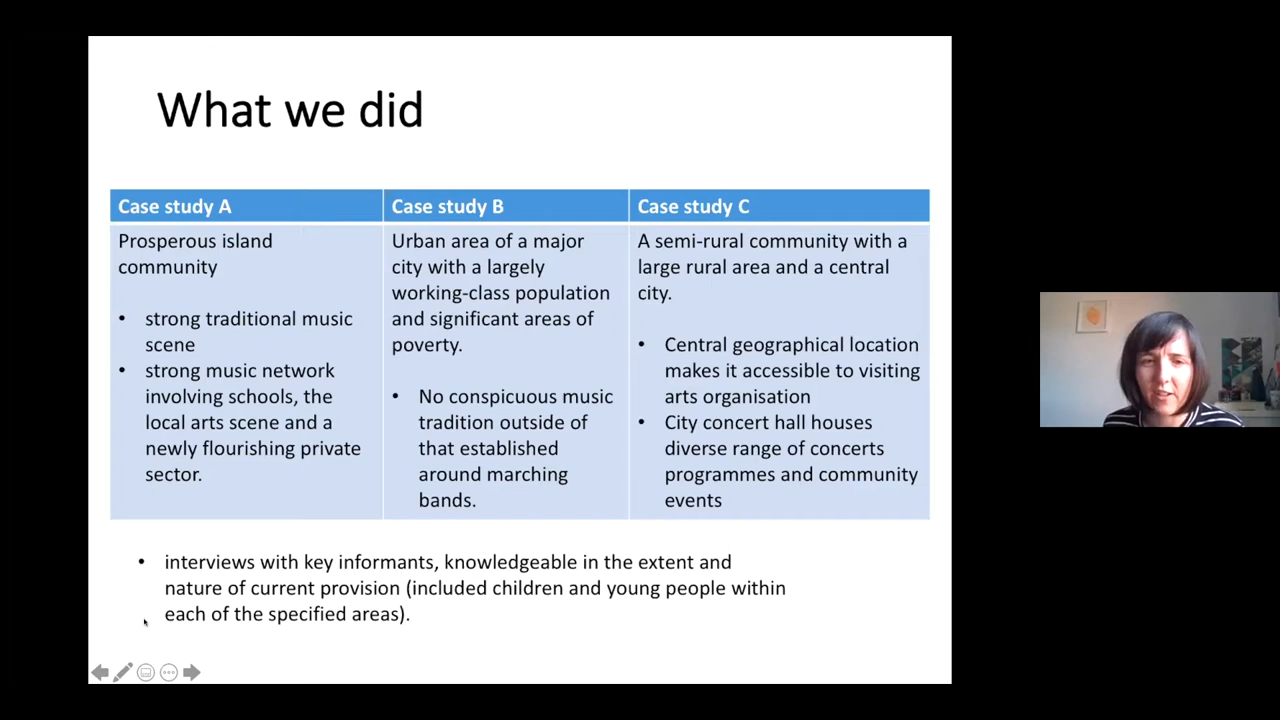 What we did
Case study A
Case study B
Case study C
Prosperous island
community
• strong traditional music
scene
• strong music network
involving schools, the
local arts scene and a
newly flourishing private
sector.
Urban area of a major
city with a largely
working-class population
and significant areas of
poverty.
• No conspicuous music
tradition outside of
that established
around marching
bands.
A semi-rural community with a
large rural area and a central
city.
• Central geographical location
makes it accessible to visiting
arts organisation
• City concert hall houses
diverse range of concerts
programmes and community
events
• interviews with key informants, knowledgeable in the extent and
nature of current provision (included children and young people within
each of the specified areas).